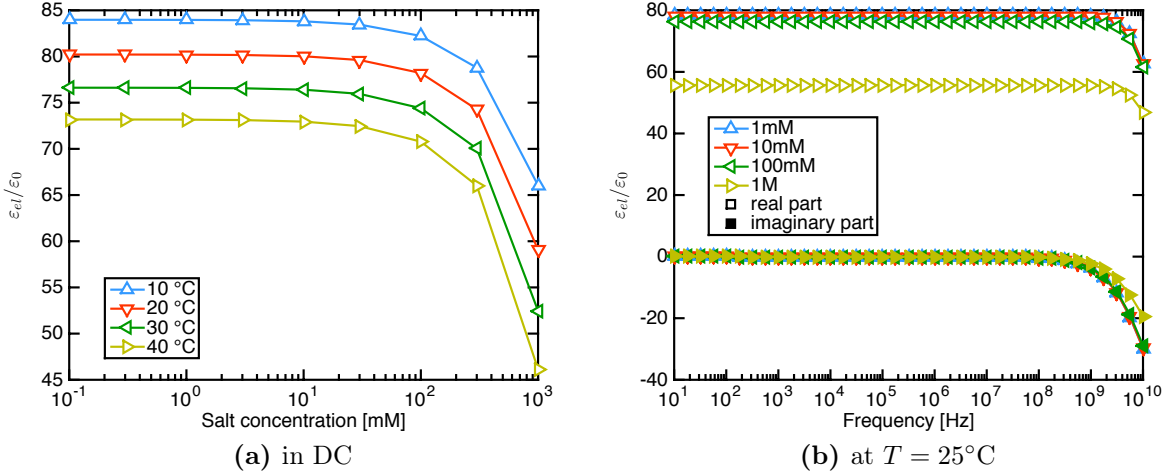 85
80
75
70
65
60
55
50
45
ε_el/ε_0
10 °C
20 °C
30 °C
40 °C
10^-1 10^0 10^1 10^2 10^3
Salt concentration [mM]
(a) in DC
80
60
40
20
0
-20
-40
ε_el/ε_0
1mM
10mM
100mM
1M
real part
imaginary part
10^1 10^2 10^3 10^4 10^5 10^6 10^7 10^8 10^9 10^10
Frequency [Hz]
(b) at T = 25°C